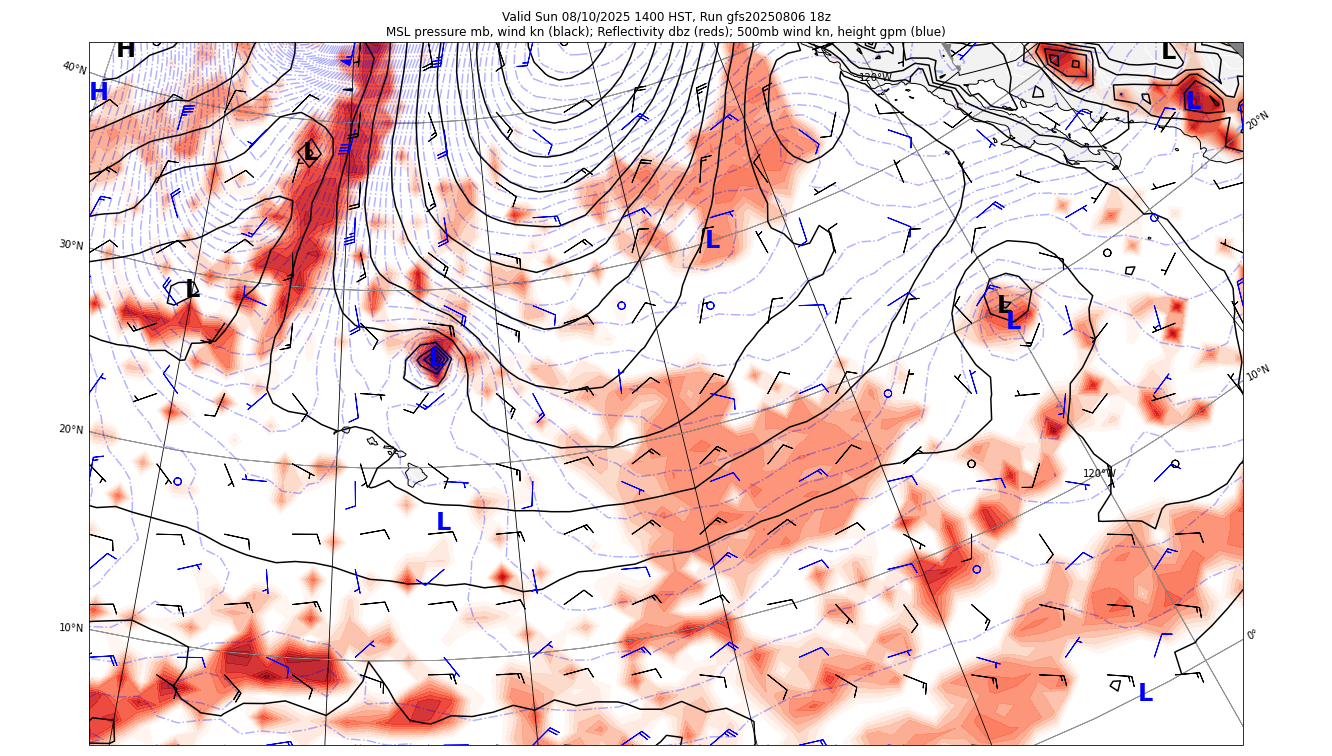 Valid Sun 08/10/2025 1400 HST, Run gfs20250806 18z
MSL pressure mb, wind kn (black); Reflectivity dbz (reds); 500mb wind kn, height gpm (blue)
H
L
40°N
120°W
H
L
20°N
L
30°N
L
L
L
L
L
10°N
20°N
120°W
L
10°N
0°
L